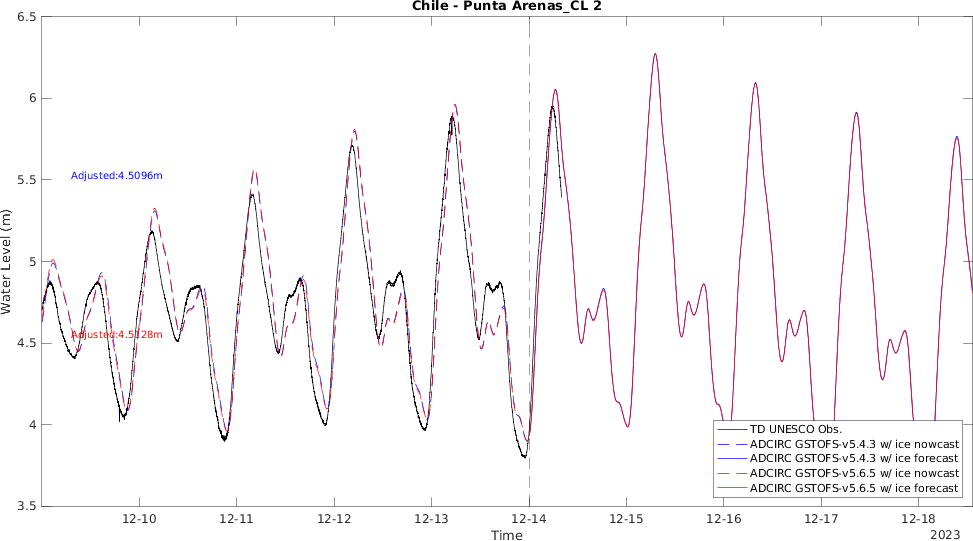 Chile - Punta Arenas_CL 2
6.5
6
5.5
5
4.5
4
3.5
Water Level (m)
Adjusted:4.5096m
Adjusted:4.5128m
TD UNESCO Obs.
ADCIRC GSTOFS-v5.4.3 w/ ice nowcast
ADCIRC GSTOFS-v5.4.3 w/ ice forecast
ADCIRC GSTOFS-v5.6.5 w/ ice nowcast
ADCIRC GSTOFS-v5.6.5 w/ ice forecast
12-10 12-11 12-12 12-13 12-14 12-15 12-16 12-17 12-18
Time
2023